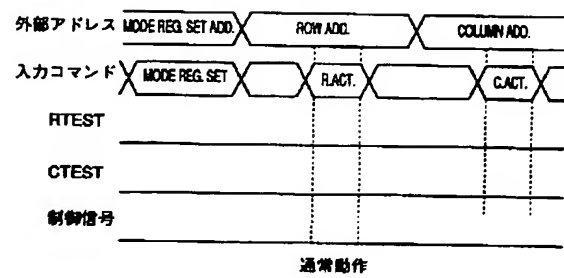 外部アドレス MODE REG. SET ADD. ROW ADD. COLUMN ADD.
入力コマンド MODE REG. SET R.ACT. C.ACT.
RTEST
CTEST
制御信号
通常動作